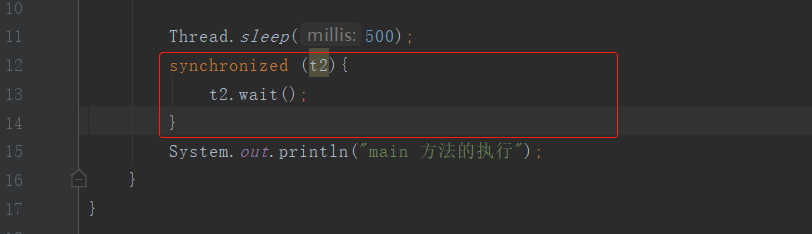 10
11 Thread.sleep( millis: 500);
12 synchronized (t2){
13 t2.wait();
14 }
15 System.out.println("main 方法的执行");
16 }
17 }